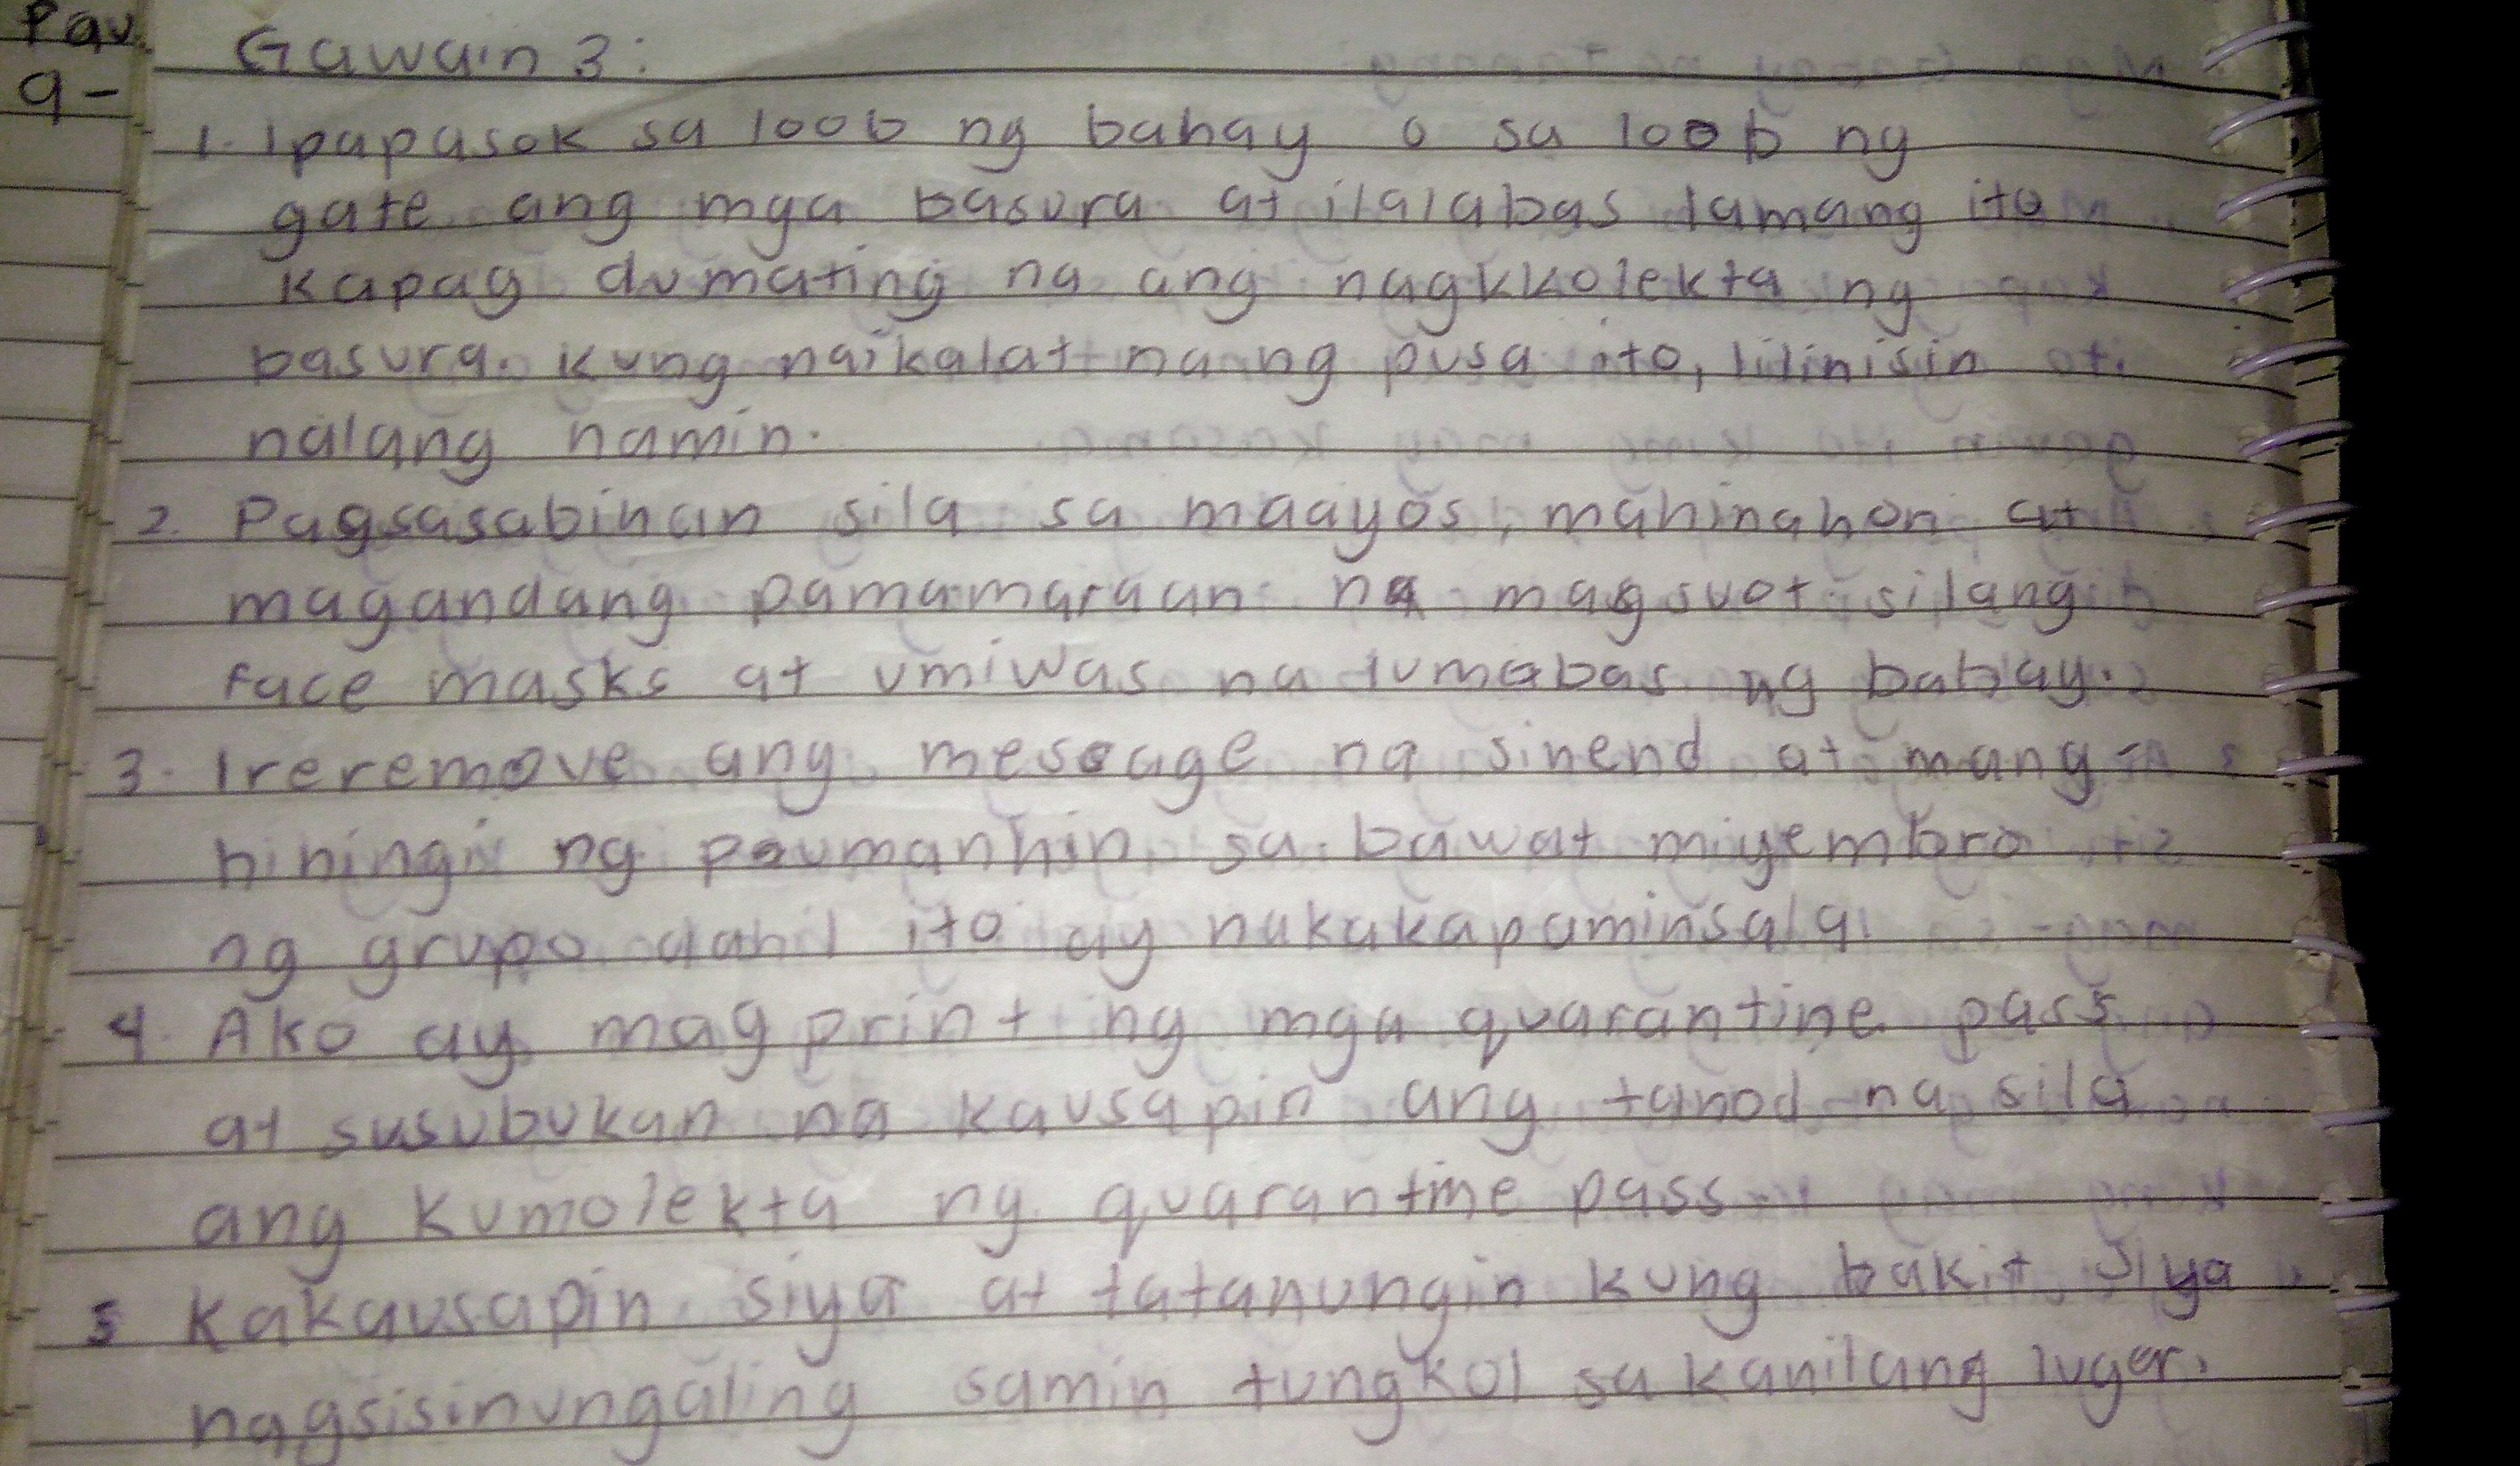 Pau.
9-
Gawain 3:
1. Ipapasok sa loob ng bahay o sa loob ng
gate ang mga basura at ilalabas lamang ito
kapag dumating na ang nagkkolekta ng
basura. Kung naikalat na ng pusa ito, lilinisin
nalang namin.
2. Pagsasabihan sila sa maayos, mahinahon at
magandang pamamaraan na magsuot silang
face masks at umiwas na lumabas ng bahay.
3. Ireremove ang message na sinend at mang-
hihingi ng paumanhin sa bawat miyembro
ng grupo dahil ito ay nakakapaminsala.
4. Ako ay mag print ng mga quarantine pass
at susubukan na kausapin ang tanod na sila
ang kumolekta ng quarantine pass.
5 Kakausapin siya at tatanungin kung bakit siya
nagsisinungaling samin tungkol sa kanilang lugar.